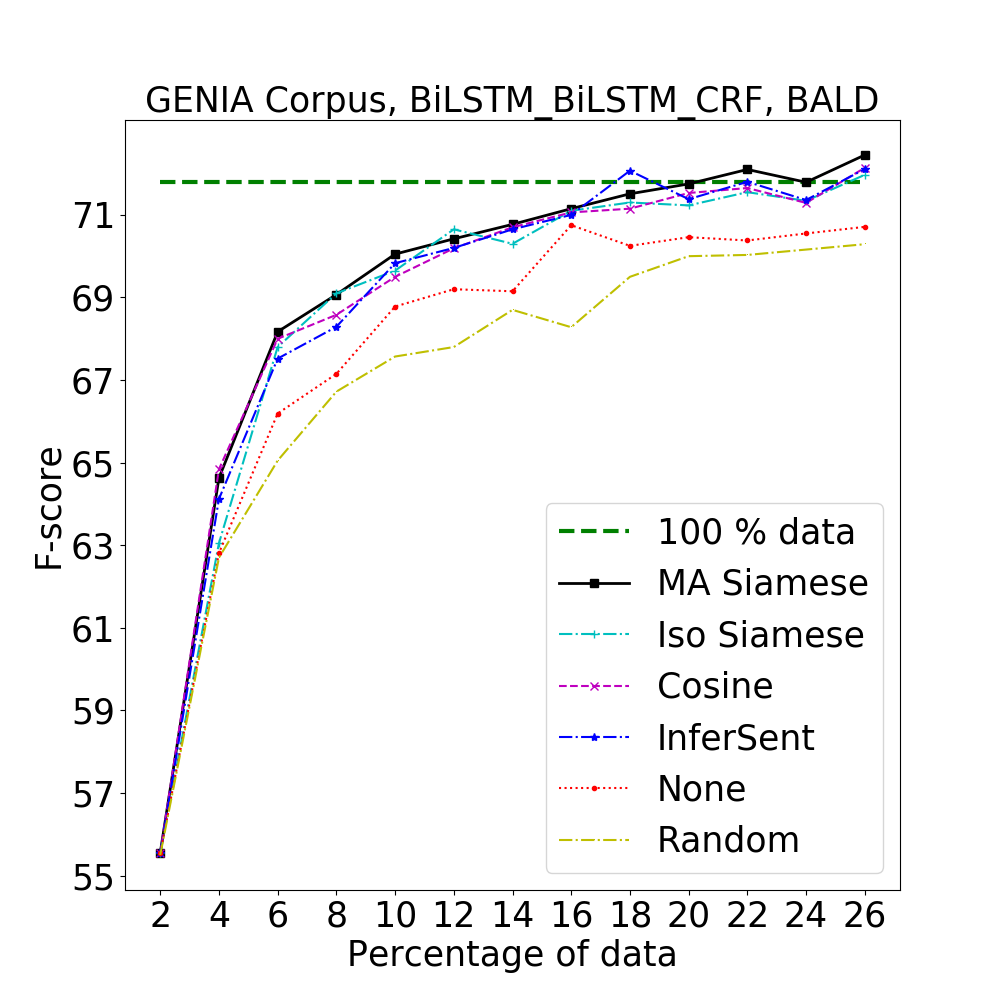 GENIA Corpus, BiLSTM_BiLSTM_CRF, BALD
F-score
71
69
67
65
63
61
59
57
55
100 % data
MA Siamese
Iso Siamese
Cosine
InferSent
None
Random
2 4 6 8 10 12 14 16 18 20 22 24 26
Percentage of data